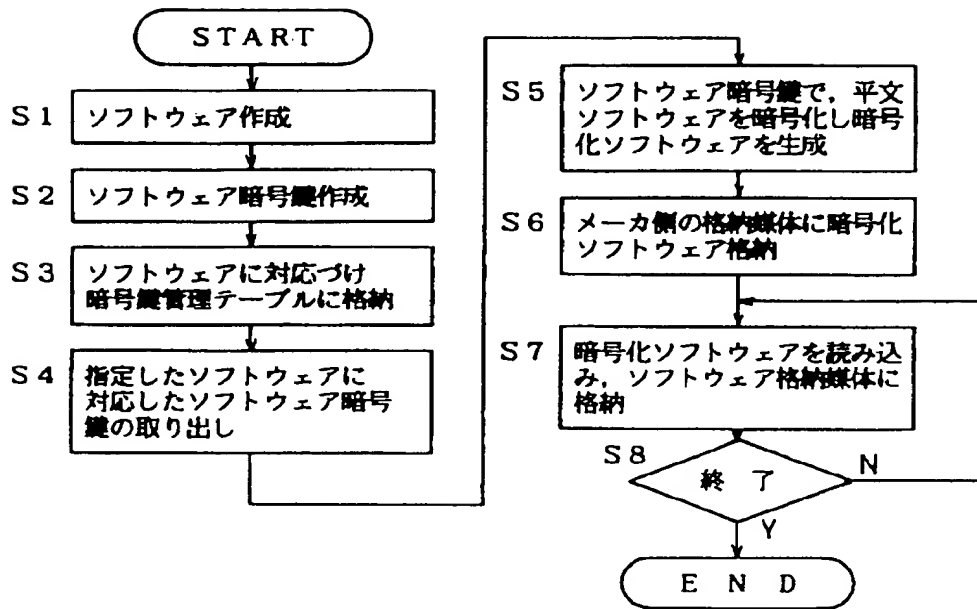 START
S1 ソフトウェア作成
S2 ソフトウェア暗号鍵作成
S3 ソフトウェアに対応づけ
暗号鍵管理テーブルに格納
S4 指定したソフトウェアに
対応したソフトウェア暗号
鍵の取り出し
S5 ソフトウェア暗号鍵で，平文
ソフトウェアを暗号化し暗号
化ソフトウェアを生成
S6 メーカ側の格納媒体に暗号化
ソフトウェア格納
S7 暗号化ソフトウェアを読み込
み，ソフトウェア格納媒体に
格納
S8 終了 N
Y
END